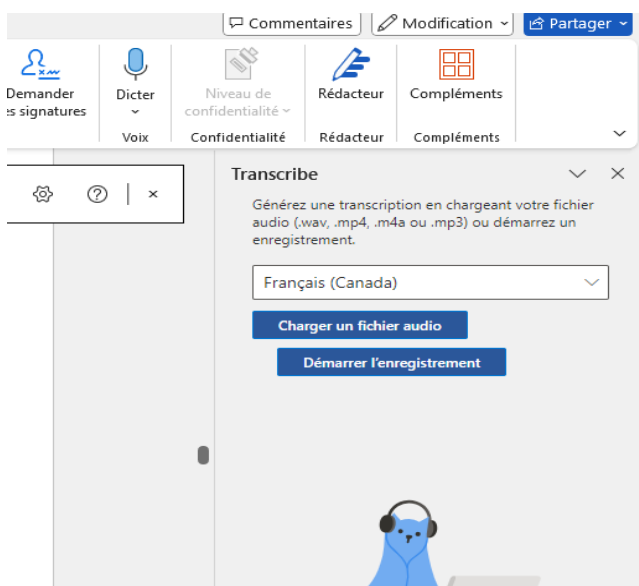 Commentaires Modification Partager
Demander Dicter Niveau de Rédacteur Compléments
es signatures confidentialité
Voix Confidentialité Rédacteur Compléments
Transcribe
Générez une transcription en chargeant votre fichier
audio (.wav, .mp4, .m4a ou .mp3) ou démarrez un
enregistrement.
Français (Canada)
Charger un fichier audio
Démarrer l'enregistrement